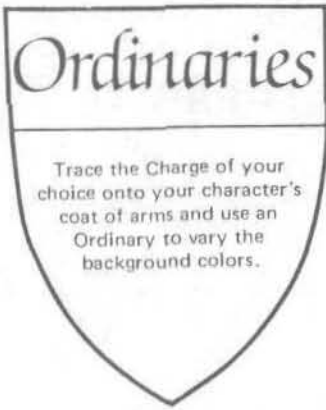 Ordinaries
Trace the Charge of your
choice onto your character's
coat of arms and use an
Ordinary to vary the
background colors.